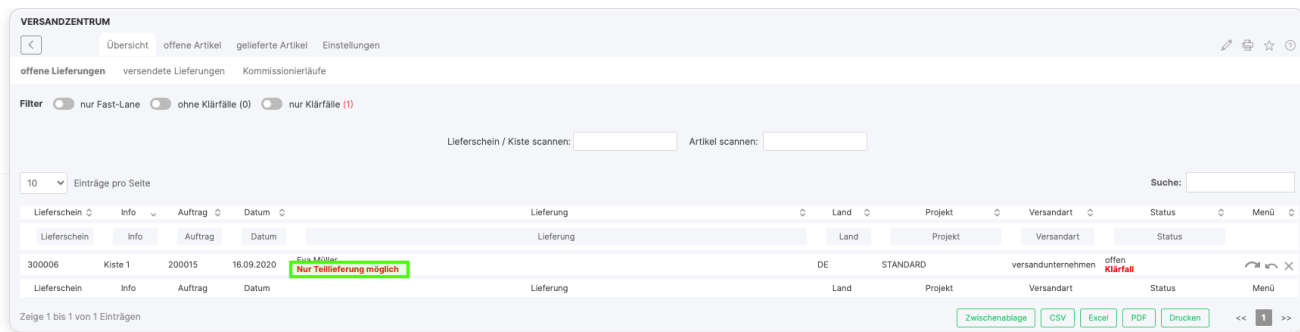 VERSANDZENTRUM
Übersicht offene Artikel gelieferte Artikel Einstellungen
offene Lieferungen versendete Lieferungen Kommissionierläufe
Filter nur Fast-Lane ohne Klärfälle (0) nur Klärfälle (1)
Lieferschein / Kiste scannen: Artikel scannen:
10 Einträge pro Seite Suche:
Lieferschein Info Auftrag Datum Lieferung Land Projekt Versandart Status Menü
Lieferschein Info Auftrag Datum Lieferung Land Projekt Versandart Status
300006 Kiste 1 200015 16.09.2020 Eva Müller DE STANDARD versandunternehmen offen
Nur Teillieferung möglich Klärfall
Lieferschein Info Auftrag Datum Lieferung Land Projekt Versandart Status Menü
Zeige 1 bis 1 von 1 Einträgen Zwischenablage CSV Excel PDF Drucken << 1 >>